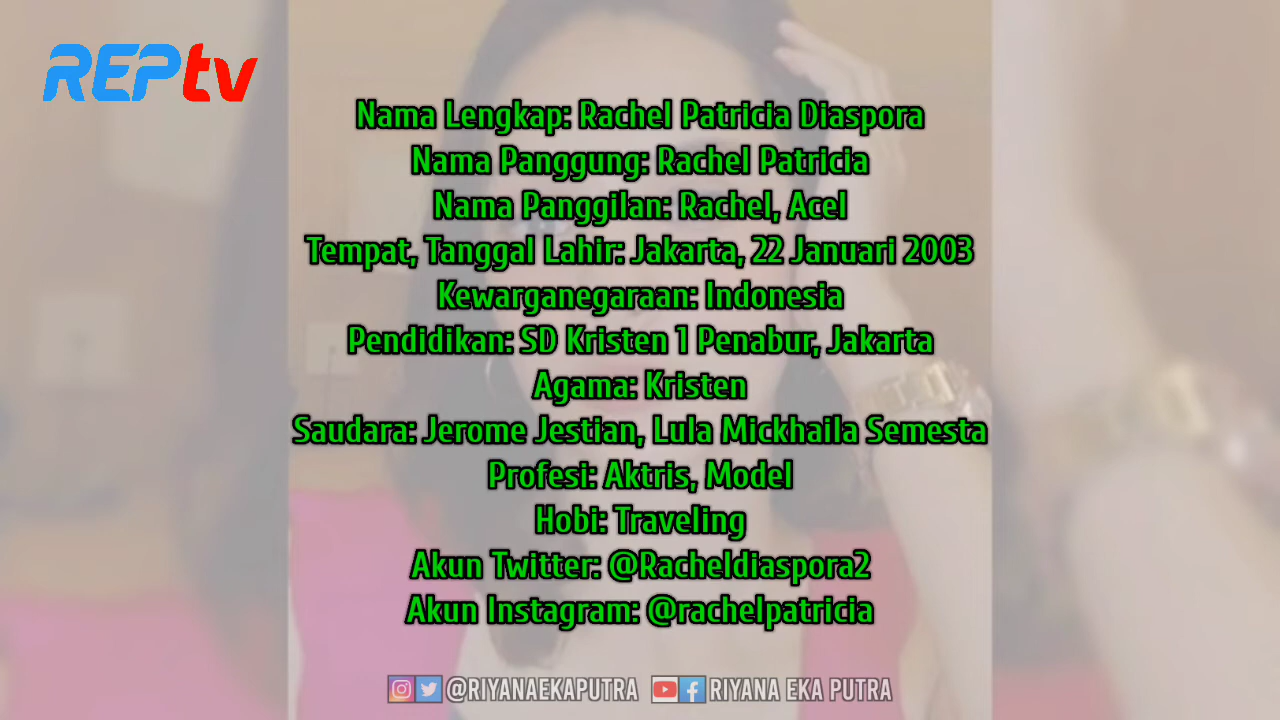 REPtv
Nama Lengkap: Rachel Patricia Diaspora
Nama Panggung: Rachel Patricia
Nama Panggilan: Rachel, Acel
Tempat, Tanggal Lahir: Jakarta, 22 Januari 2003
Kewarganegaraan: Indonesia
Pendidikan: SD Kristen 1 Penabur, Jakarta
Agama: Kristen
Saudara: Jerome Jestian, Lula Mickhaila Semesta
Profesi: Aktris, Model
Hobi: Traveling
Akun Twitter: @Racheldiaspora2
Akun Instagram: @rachelpatricia
@RIYANAEKAPUTRA RIYANA EKA PUTRA